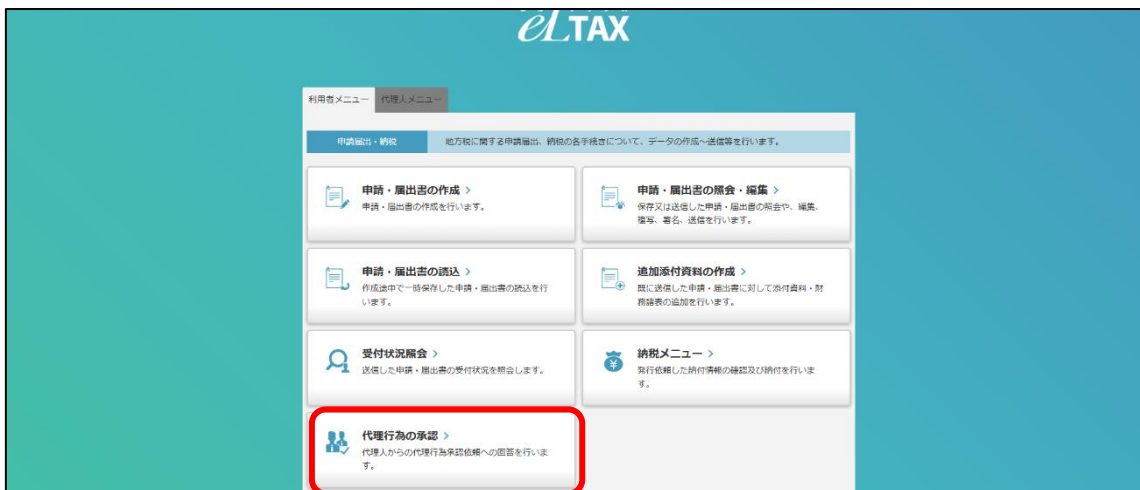 eLTAX
利用者メニュー 代理人メニュー
申請届出・納税 地方税に関する申請届出、納税の各手続きについて、データの作成~送信等を行います。
申請・届出書の作成 >
申請・届出書の作成を行います。
申請・届出書の照会・編集 >
保存又は送信した申請・届出書の照会や、編集、
複写、署名、送信を行います。
申請・届出書の読込 >
作成途中で一時保存した申請・届出書の読込を行
います。
追加添付資料の作成 >
既に送信した申請・届出書に対して添付資料・財
務諸表の追加を行います。
受付状況照会 >
送信した申請・届出書の受付状況を照会します。
納税メニュー >
発行依頼した納付情報の確認及び納付を行いま
す。
代理行為の承認 >
代理人からの代理行為承認依頼への回答を行いま
す。